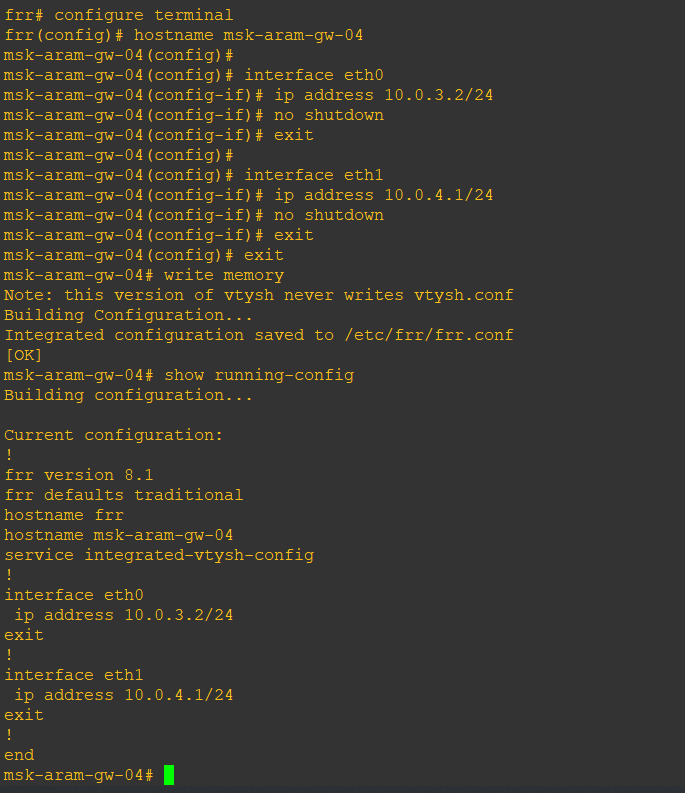 frr# configure terminal
frr(config)# hostname msk-aram-gw-04
msk-aram-gw-04(config)#
msk-aram-gw-04(config)# interface eth0
msk-aram-gw-04(config-if)# ip address 10.0.3.2/24
msk-aram-gw-04(config-if)# no shutdown
msk-aram-gw-04(config-if)# exit
msk-aram-gw-04(config)#
msk-aram-gw-04(config)# interface eth1
msk-aram-gw-04(config-if)# ip address 10.0.4.1/24
msk-aram-gw-04(config-if)# no shutdown
msk-aram-gw-04(config-if)# exit
msk-aram-gw-04(config)# exit
msk-aram-gw-04# write memory
Note: this version of vtysh never writes vtysh.conf
Building Configuration...
Integrated configuration saved to /etc/frr/frr.conf
[OK]
msk-aram-gw-04# show running-config
Building configuration...

Current configuration:
!
frr version 8.1
frr defaults traditional
hostname frr
hostname msk-aram-gw-04
service integrated-vtysh-config
!
interface eth0
 ip address 10.0.3.2/24
exit
!
interface eth1
 ip address 10.0.4.1/24
exit
!
end
msk-aram-gw-04#